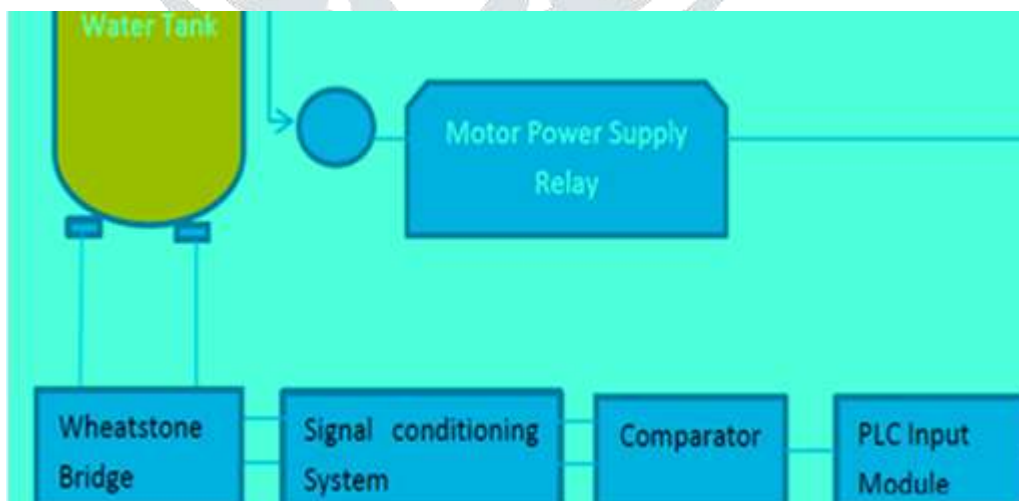 Water Tank
Motor Power Supply
Relay
Wheatstone
Bridge
Signal conditioning
System
Comparator
PLC Input
Module